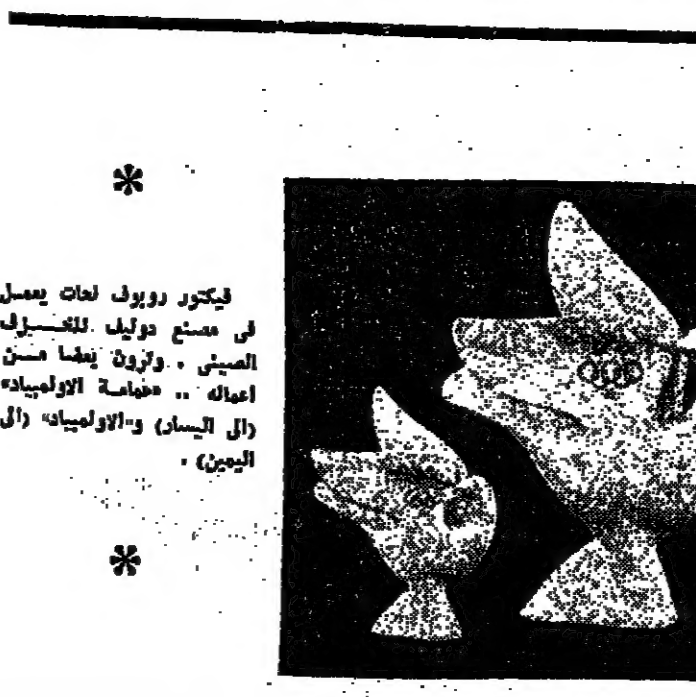 فيكتور روبوف نحات يعمل
فى مصنع دوليف للخزف
الصينى . وترون بعضا من
اعماله .. «حمامة الاولمبياد»
(الى اليسار) و"الاولمبياد» (الى
اليمين) .